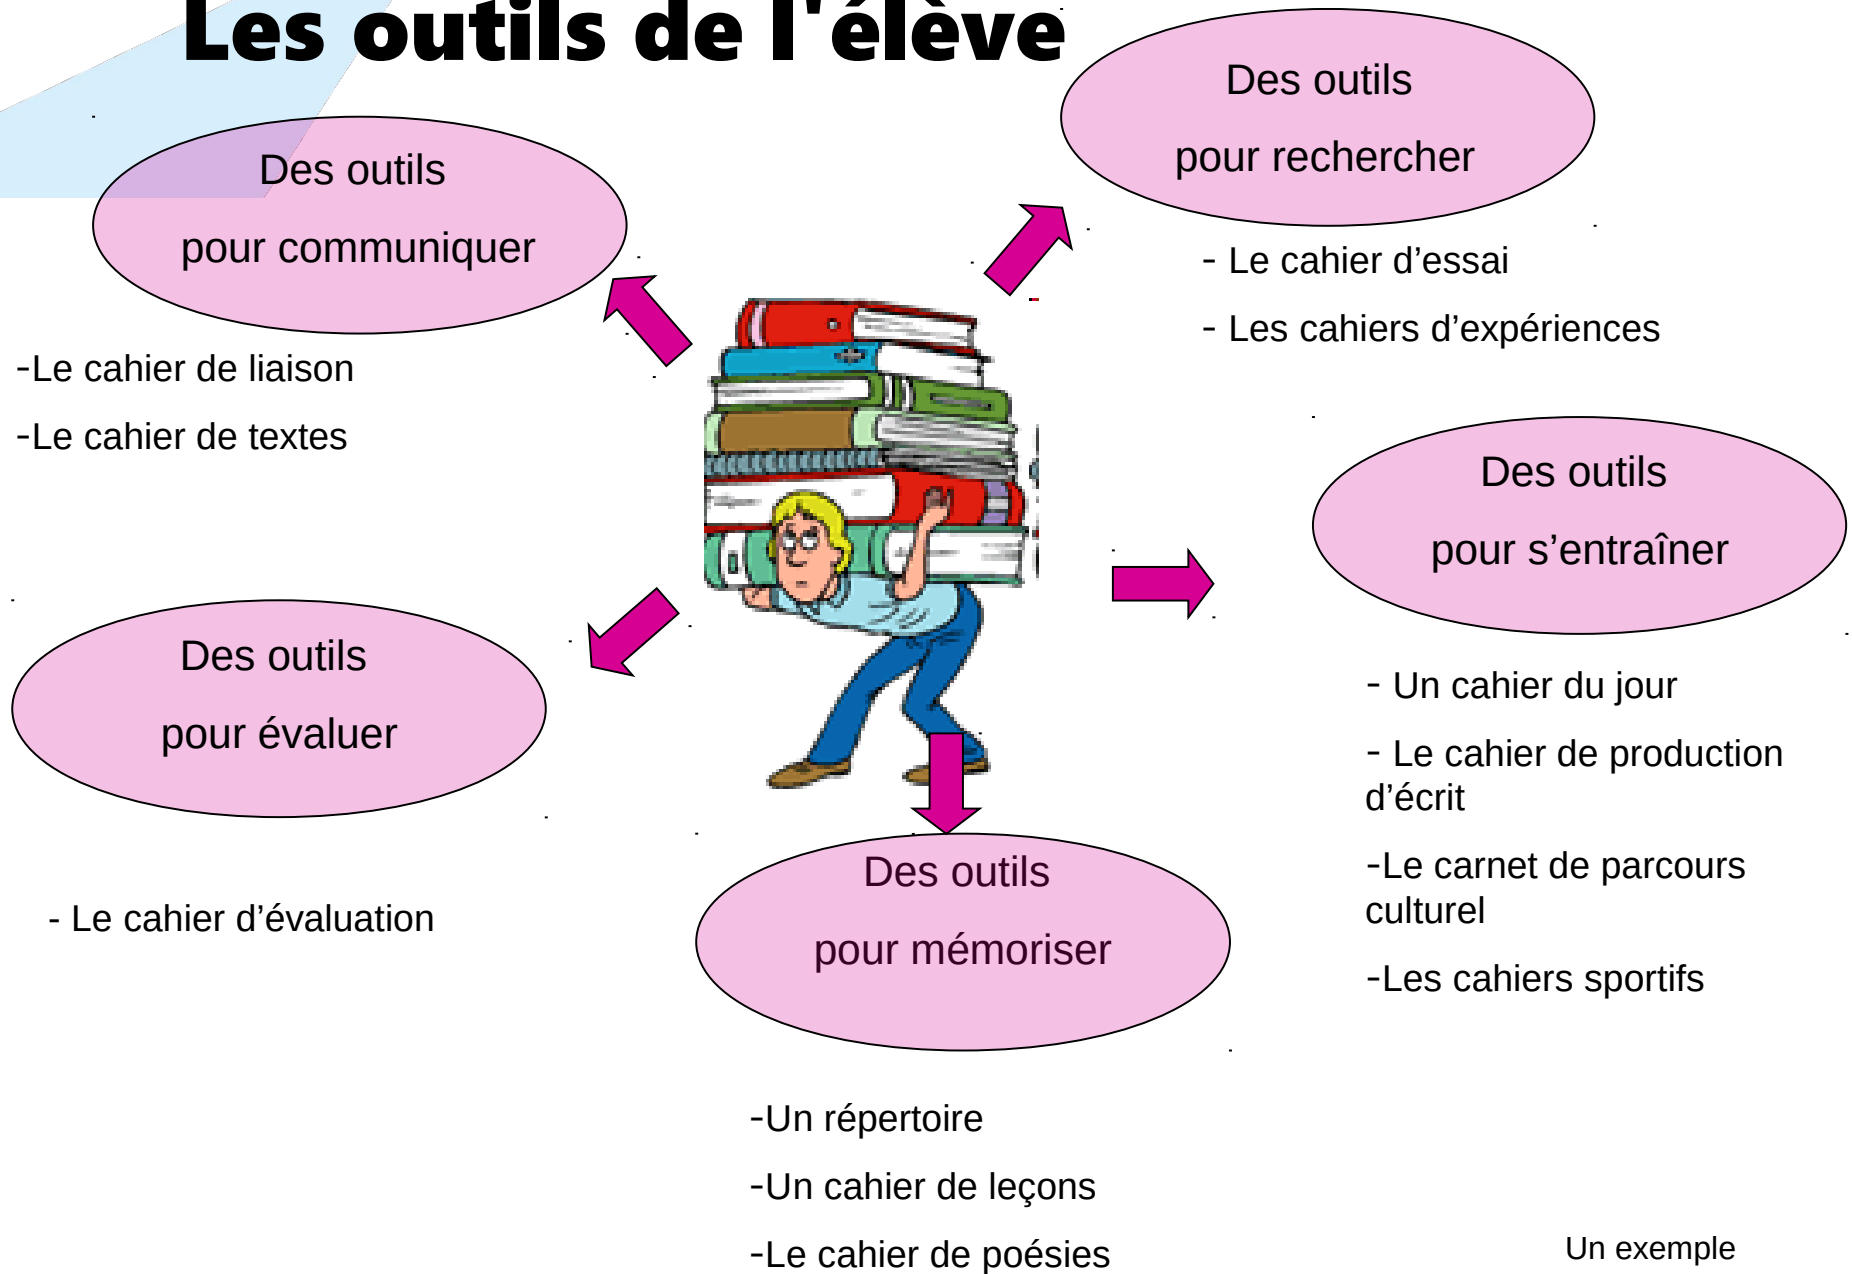 Les outils de l'élève
Des outils
pour communiquer
-Le cahier de liaison
-Le cahier de textes
Des outils
pour rechercher
- Le cahier d’essai
- Les cahiers d’expériences
Des outils
pour s’entraîner
- Un cahier du jour
- Le cahier de production
d’écrit
-Le carnet de parcours
culturel
-Les cahiers sportifs
Des outils
pour évaluer
- Le cahier d’évaluation
Des outils
pour mémoriser
-Un répertoire
-Un cahier de leçons
-Le cahier de poésies
Un exemple